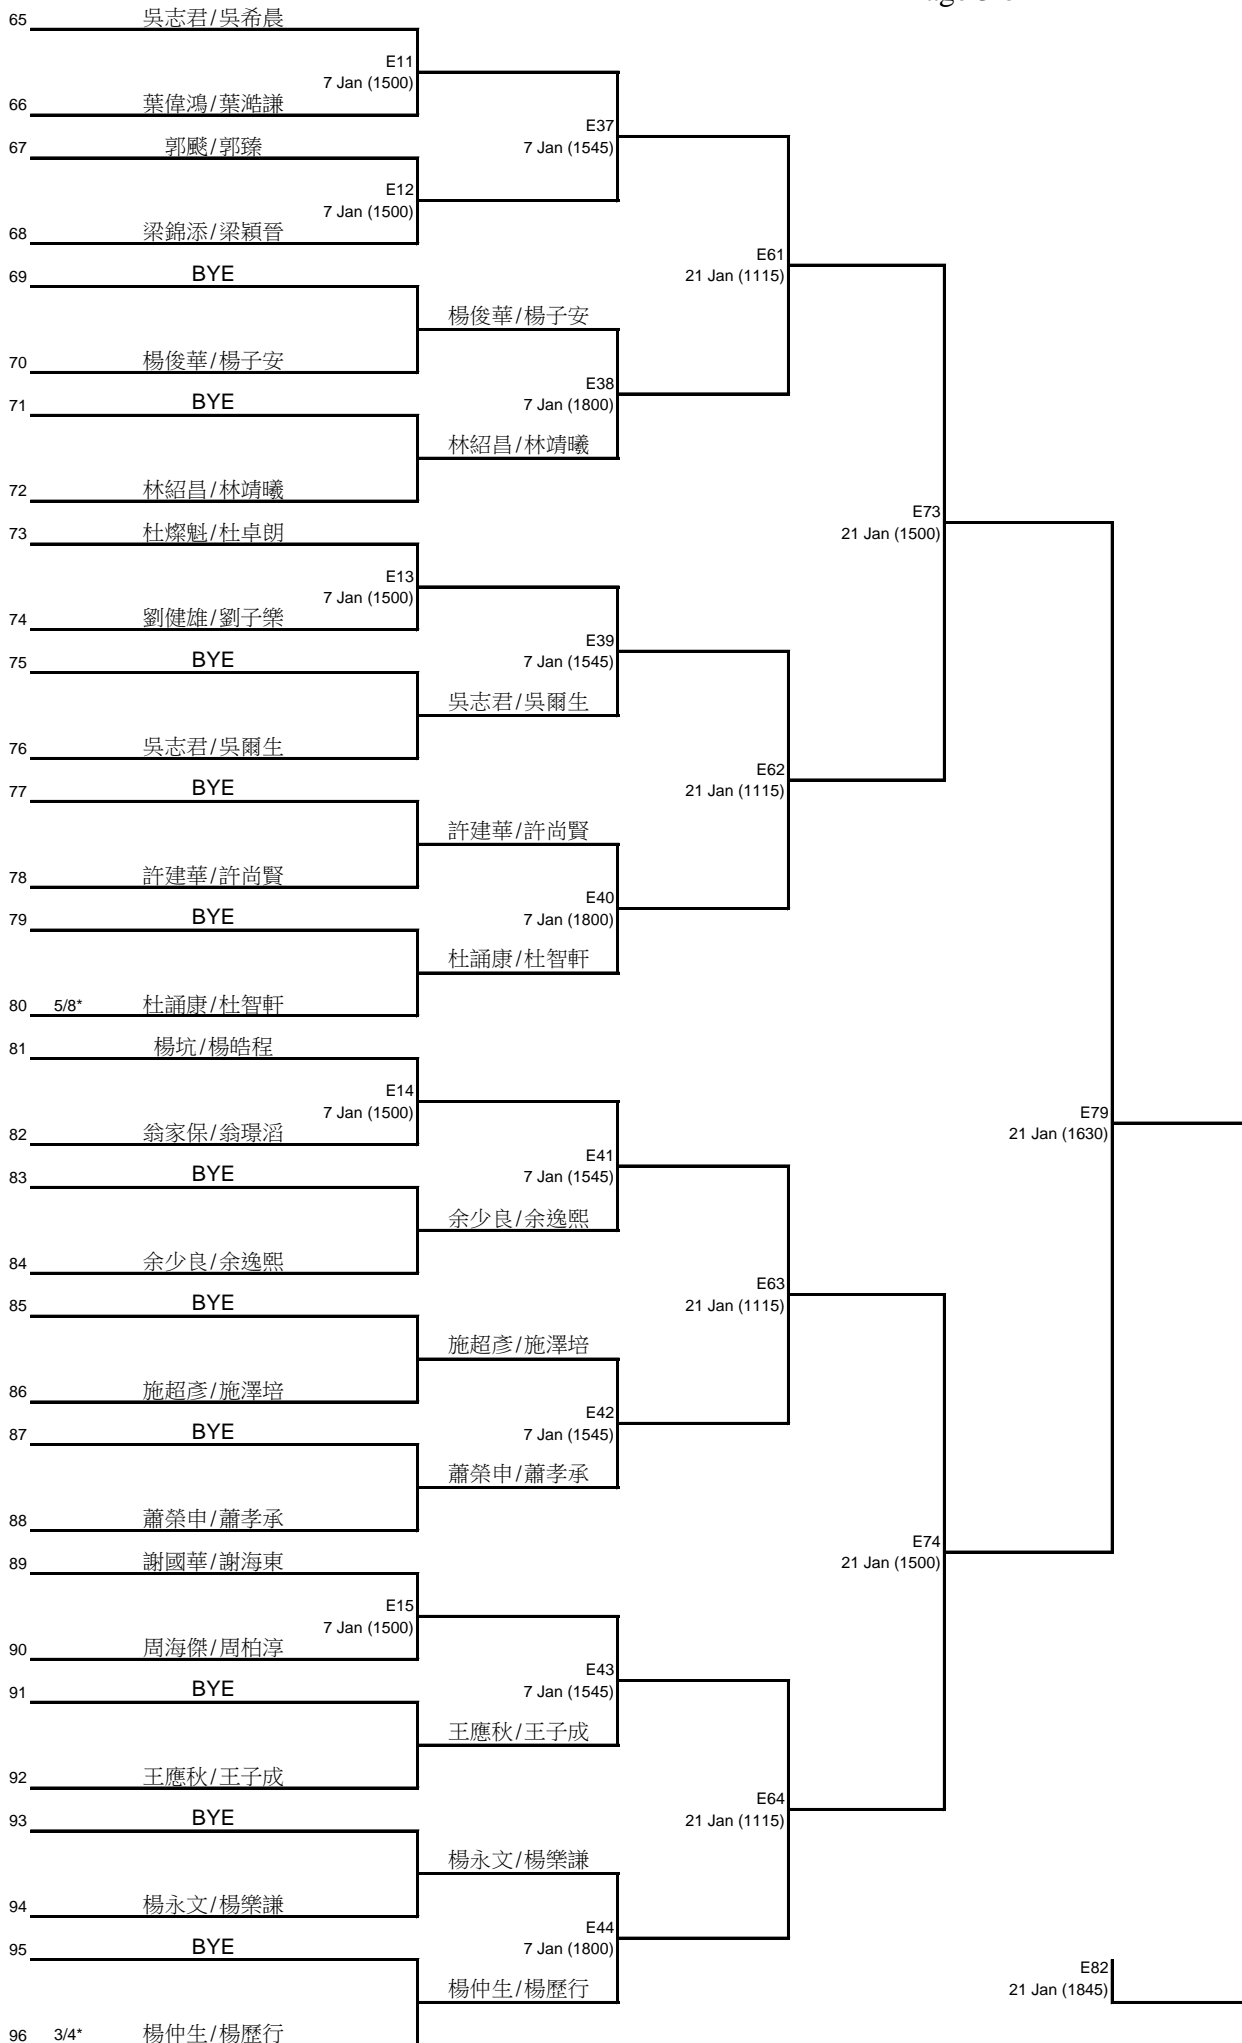 65 吳志君/吳希晨
E11
7 Jan (1500)
66 葉偉鴻/葉澔謙
E37
7 Jan (1545)
67 郭颷/郭臻
E12
7 Jan (1500)
68 梁錦添/梁穎晉
E61
21 Jan (1115)
69 BYE
楊俊華/楊子安
70 楊俊華/楊子安
E38
7 Jan (1800)
71 BYE
林紹昌/林靖曦
72 林紹昌/林靖曦
E73
21 Jan (1500)
73 杜燦魁/杜卓朗
E13
7 Jan (1500)
74 劉健雄/劉子樂
E39
7 Jan (1545)
75 BYE
吳志君/吳爾生
76 吳志君/吳爾生
E62
21 Jan (1115)
77 BYE
許建華/許尚賢
78 許建華/許尚賢
E40
7 Jan (1800)
79 BYE
杜誦康/杜智軒
80 5/8* 杜誦康/杜智軒
81 楊坑/楊皓程
E14
7 Jan (1500)
E79
21 Jan (1630)
82 翁家保/翁璟滔
E41
7 Jan (1545)
83 BYE
余少良/余逸熙
84 余少良/余逸熙
E63
21 Jan (1115)
85 BYE
施超彥/施澤培
86 施超彥/施澤培
E42
7 Jan (1545)
87 BYE
蕭榮申/蕭孝承
88 蕭榮申/蕭孝承
E74
21 Jan (1500)
89 謝國華/謝海東
E15
7 Jan (1500)
90 周海傑/周柏淳
E43
7 Jan (1545)
91 BYE
王應秋/王子成
92 王應秋/王子成
E64
21 Jan (1115)
93 BYE
楊永文/楊樂謙
94 楊永文/楊樂謙
E44
7 Jan (1800)
95 BYE
楊仲生/楊歷行
E82
21 Jan (1845)
96 3/4* 楊仲生/楊歷行